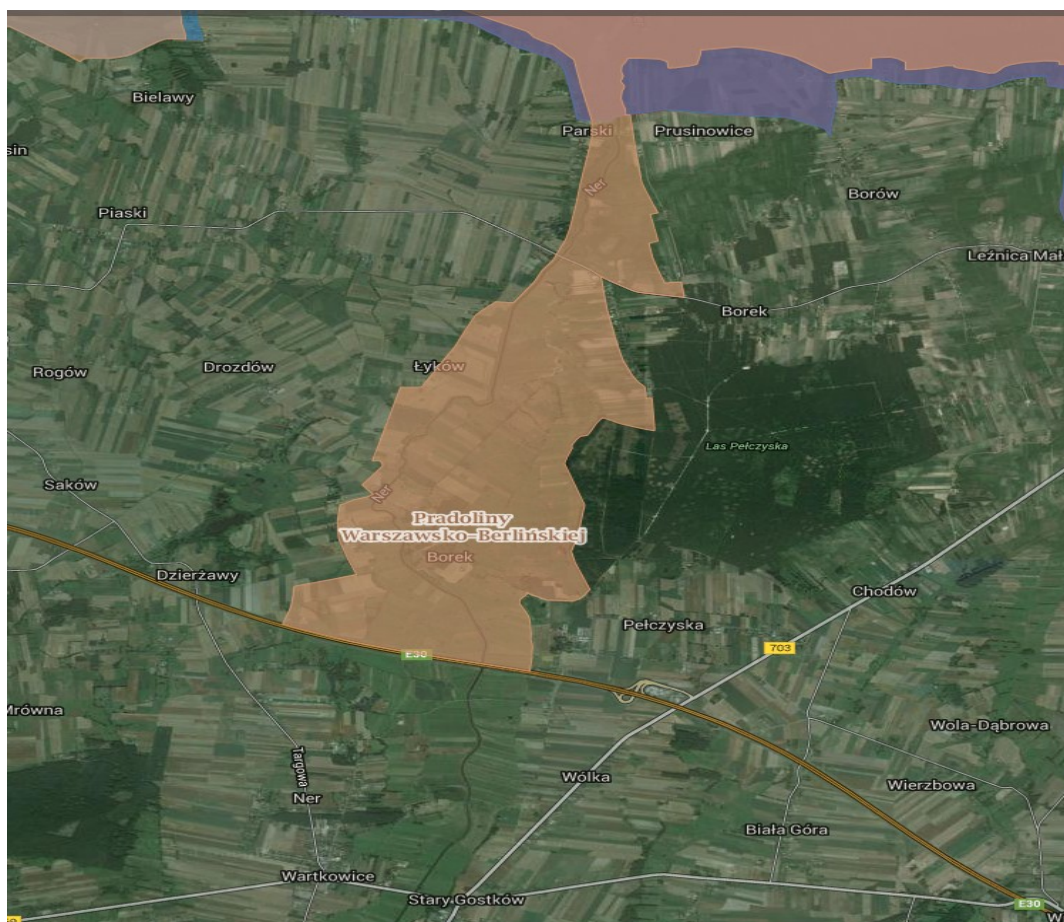 Bielawy
Parski
Prusinowice
sin
Ner
Borów
Piaski
Leźnica Mał
Borek
Łyków
Drozdów
Rogów
Las Pełczyska
Saków
Ner
Pradoliny
Warszawsko-Berlińskiej
Borek
Dzierżawy
Chodów
Pełczyska
703
E30
Mrówna
Wola-Dąbrowa
Targowa
Wólka
Wierzbowa
Ner
Biała Góra
Wartkowice
Stary Gostków
E30